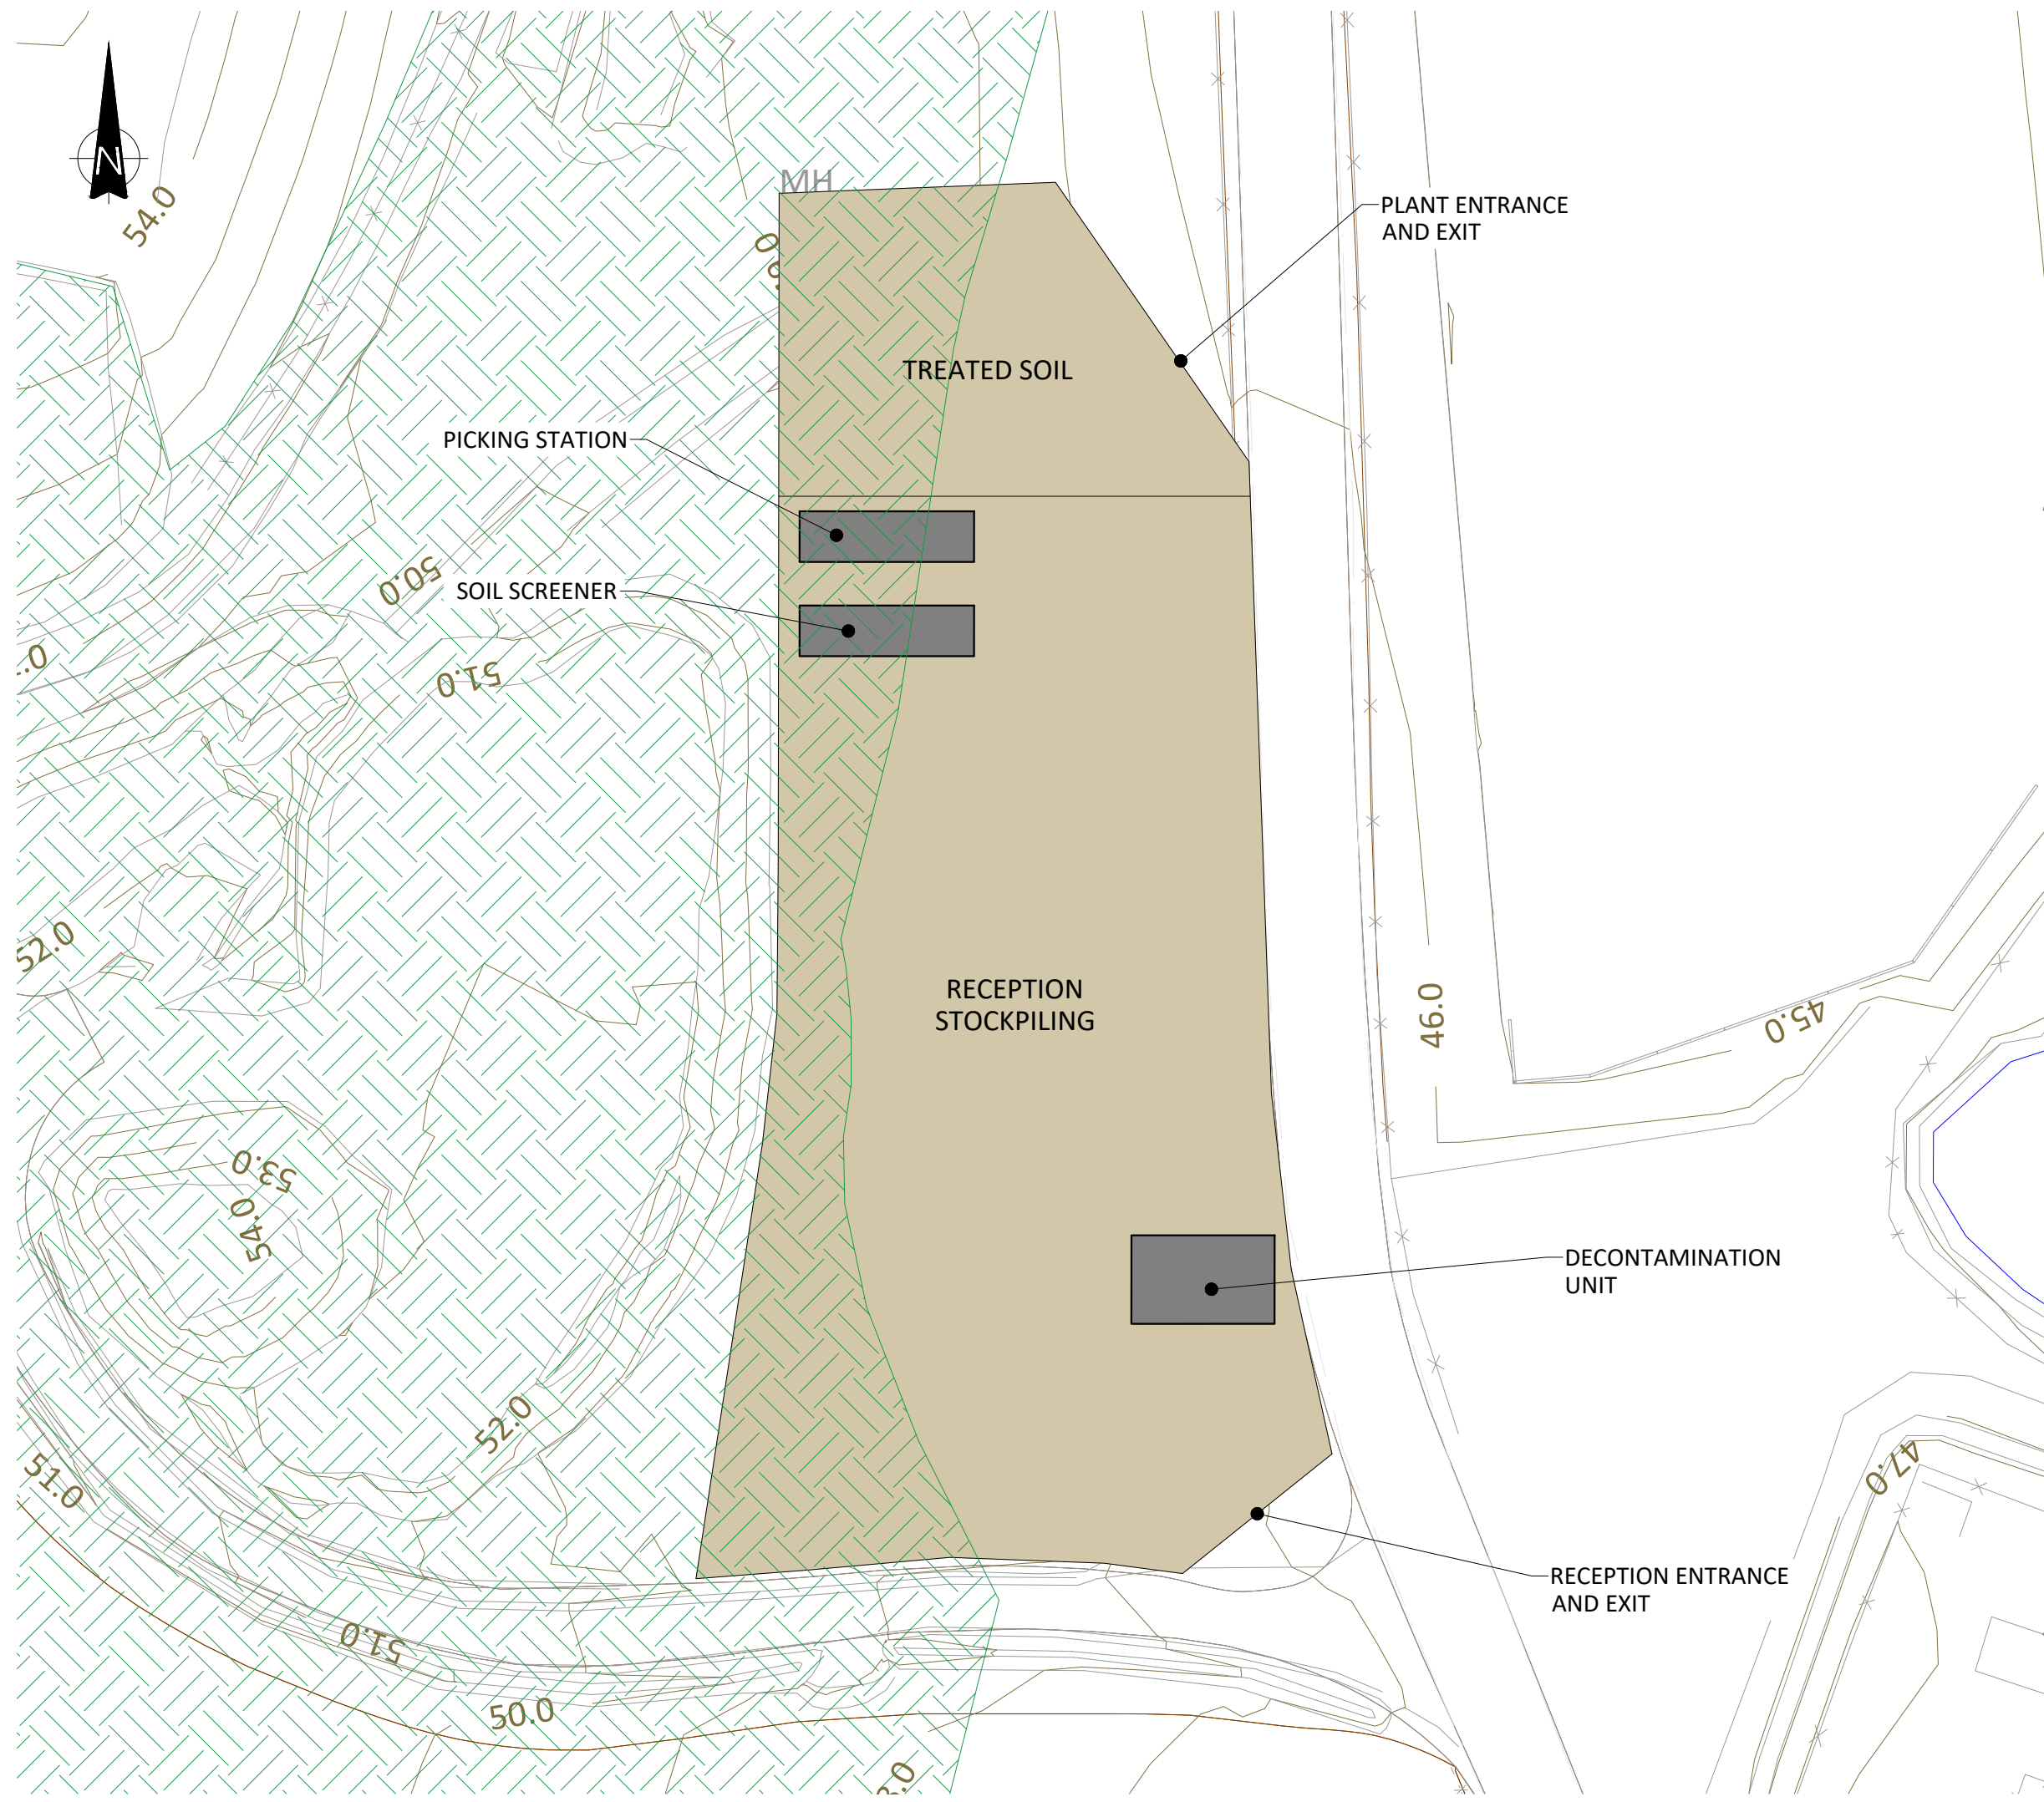 N
54.0
MH
PLANT ENTRANCE
AND EXIT
TREATED SOIL
PICKING STATION
50.0
SOIL SCREENER
51.0
52.0
RECEPTION
STOCKPILING
46.0
45.0
53.0
54.0
DECONTAMINATION
UNIT
52.0
51.0
47.0
RECEPTION ENTRANCE
AND EXIT
51.0
50.0